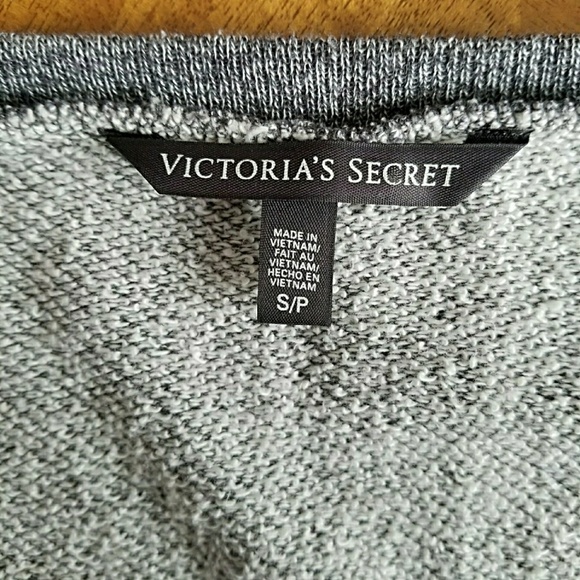 VICTORIA'S SECRET
MADE IN
VIETNAM/
FAIT AU
VIETNAM/
HECHO EN
VIETNAM
S/P